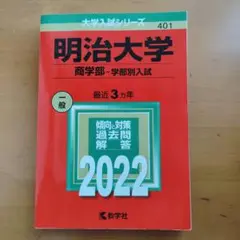 大学入試シリーズ
401
明治大学
商学部-学部別入試
一般
最近3ヵ年
傾向と対策
過去問
解答
2022
教学社